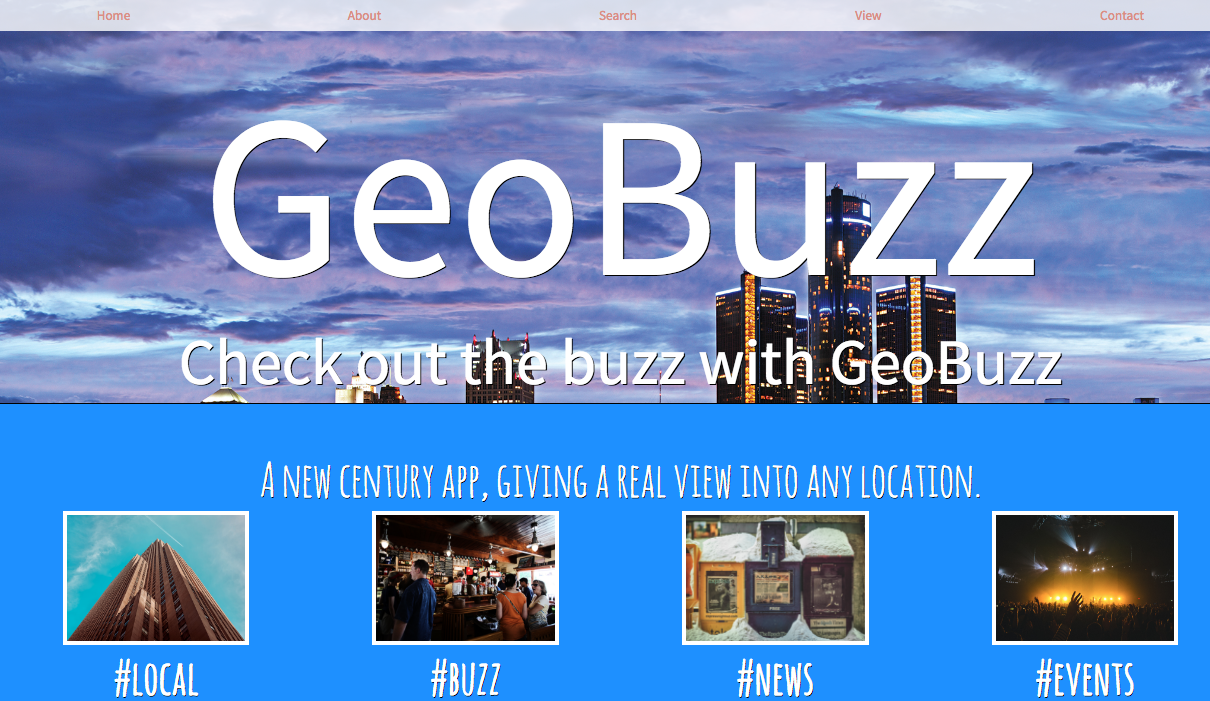 Home About Search View Contact
GeoBuzz
Check out the buzz with GeoBuzz
A new century app, giving a real view into any location.
#local #buzz #news #events